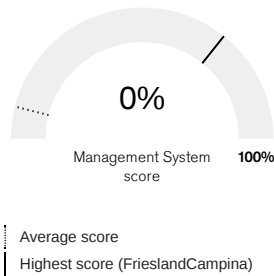 0%
Management System 100%
score
Average score
Highest score (FrieslandCampina)